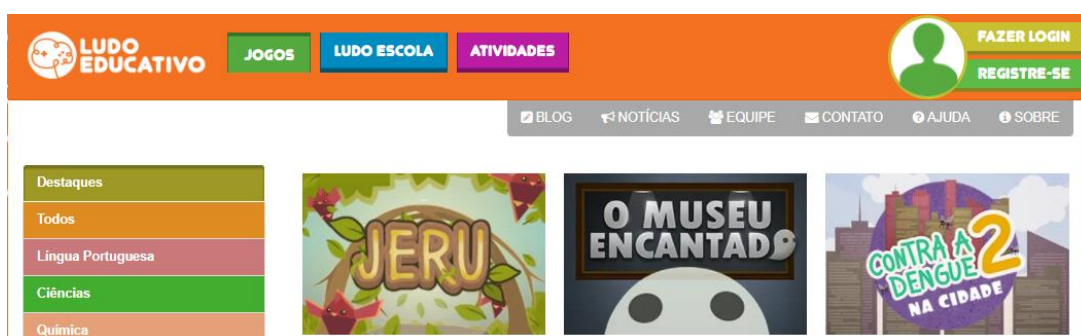 LUDO
EDUCATIVO
JOGOS
LUDO ESCOLA
ATIVIDADES
FAZER LOGIN
REGISTRE-SE
BLOG
NOTÍCIAS
EQUIPE
CONTATO
AJUDA
SOBRE
Destaques
Todos
Língua Portuguesa
Ciências
Química
JERU
O MUSEU
ENCANTADO
CONTRA A
DENGUE 2
NA CIDADE